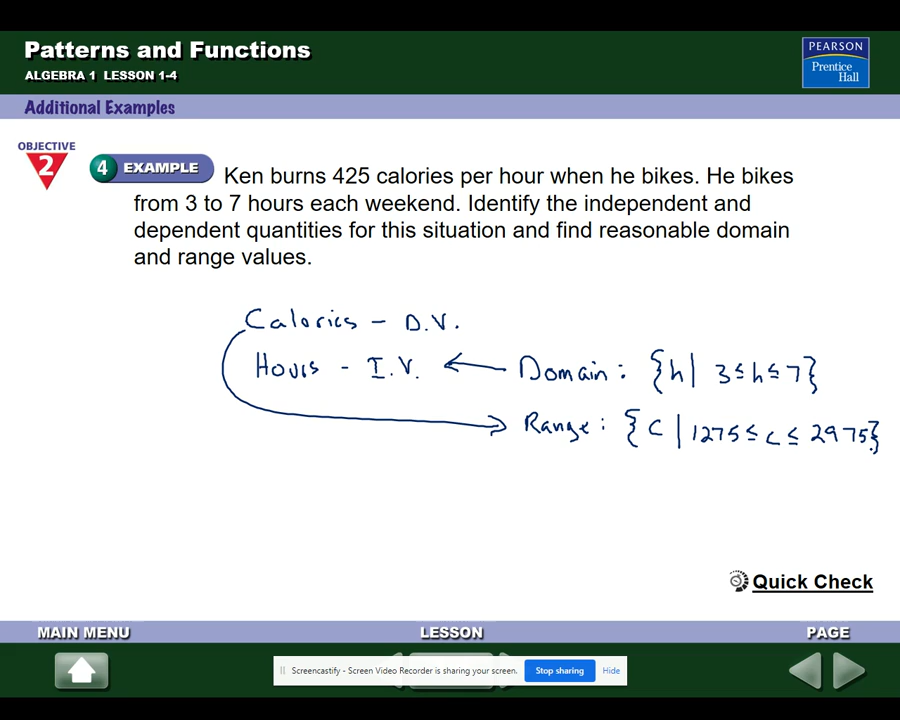 Patterns and Functions
ALGEBRA 1 LESSON 1-4
PEARSON
Prentice
Hall
Additional Examples
OBJECTIVE
2
4 EXAMPLE
Ken burns 425 calories per hour when he bikes. He bikes
from 3 to 7 hours each weekend. Identify the independent and
dependent quantities for this situation and find reasonable domain
and range values.
Calories - D.V.
Hours - I.V. ← Domain: {h| 3≤h≤7}
Range: {c|1275≤c≤2975}
Quick Check
MAIN MENU LESSON PAGE
Screencastify - Screen Video Recorder is sharing your screen. Stop sharing Hide